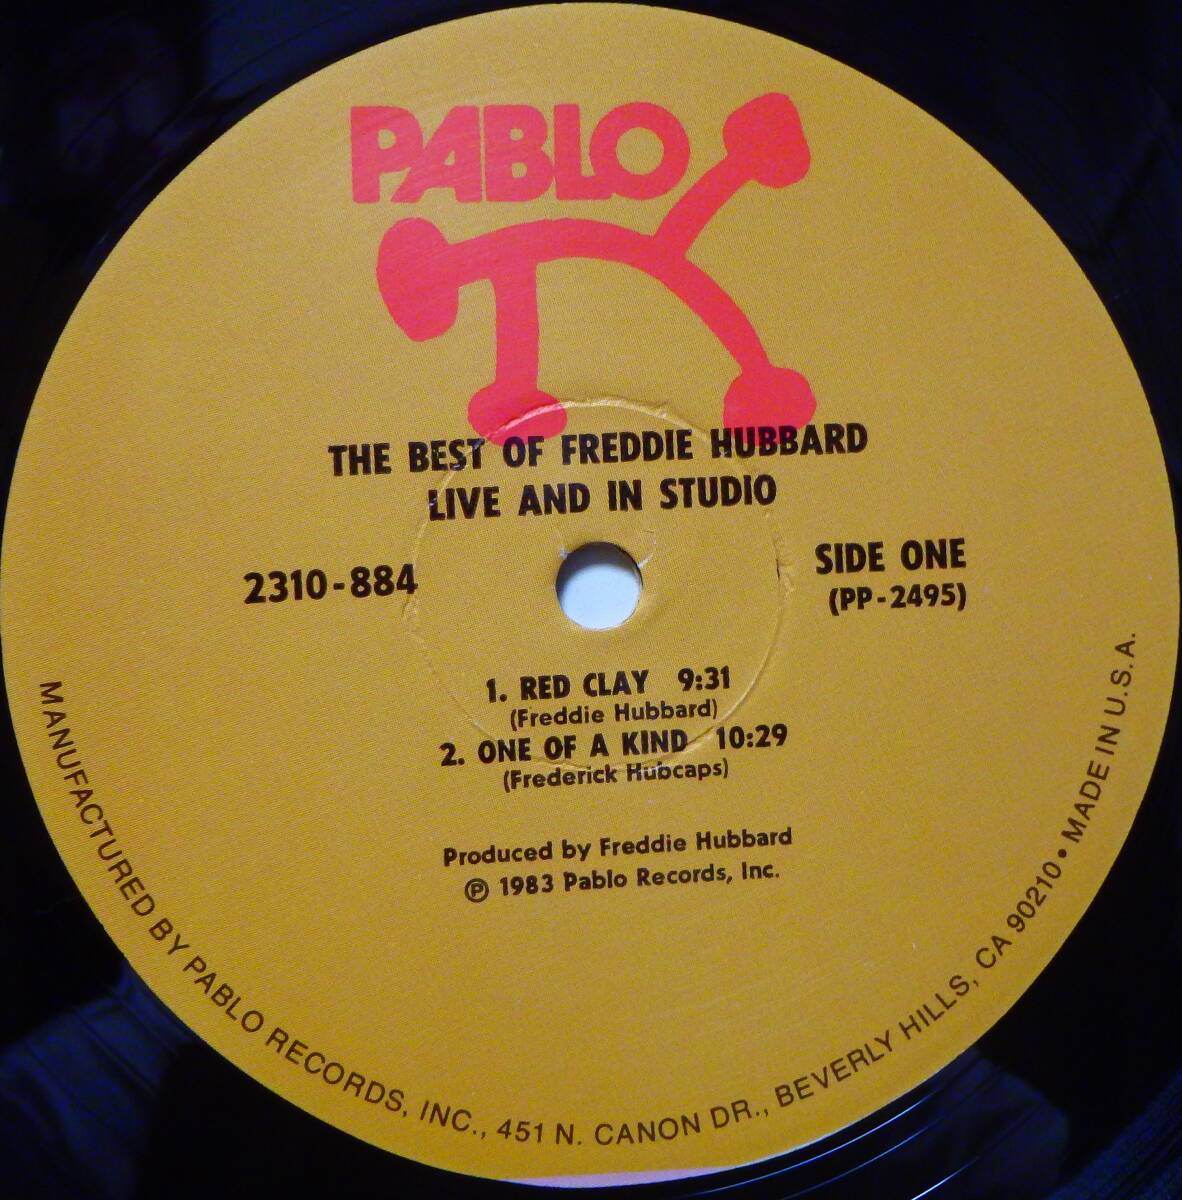 PABLO
THE BEST OF FREDDIE HUBBARD
LIVE AND IN STUDIO
2310-884
SIDE ONE
(PP-2495)
1. RED CLAY 9:31
(Freddie Hubbard)
2. ONE OF A KIND 10:29
(Frederick Hubcaps)
Produced by Freddie Hubbard
℗ 1983 Pablo Records, Inc.
MANUFACTURED BY PABLO RECORDS, INC., 451 N. CANON DR., BEVERLY HILLS, CA 90210 • MADE IN U.S.A.